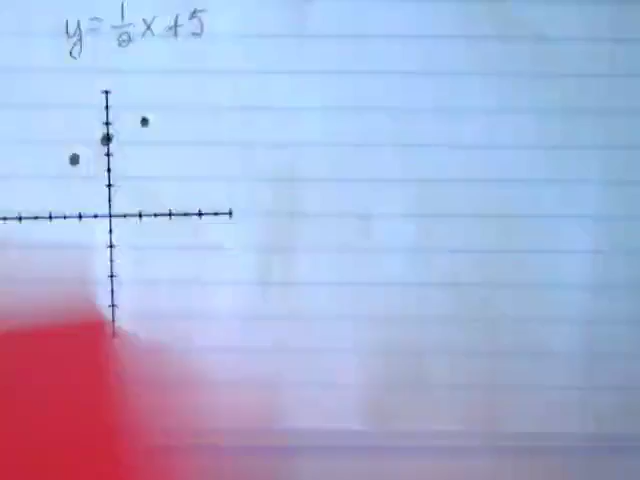 y = 1/2 x + 5